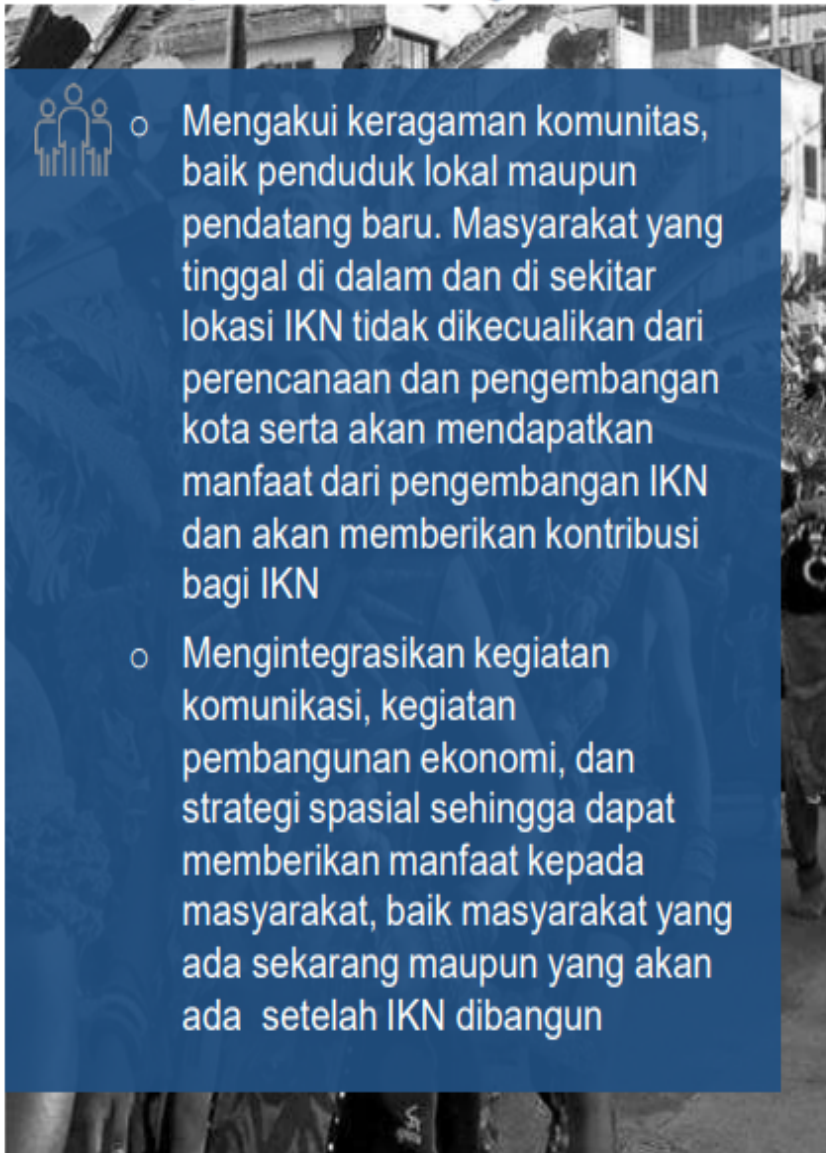 ○ Mengakui keragaman komunitas,
baik penduduk lokal maupun
pendatang baru. Masyarakat yang
tinggal di dalam dan di sekitar
lokasi IKN tidak dikecualikan dari
perencanaan dan pengembangan
kota serta akan mendapatkan
manfaat dari pengembangan IKN
dan akan memberikan kontribusi
bagi IKN
○ Mengintegrasikan kegiatan
komunikasi, kegiatan
pembangunan ekonomi, dan
strategi spasial sehingga dapat
memberikan manfaat kepada
masyarakat, baik masyarakat yang
ada sekarang maupun yang akan
ada  setelah IKN dibangun